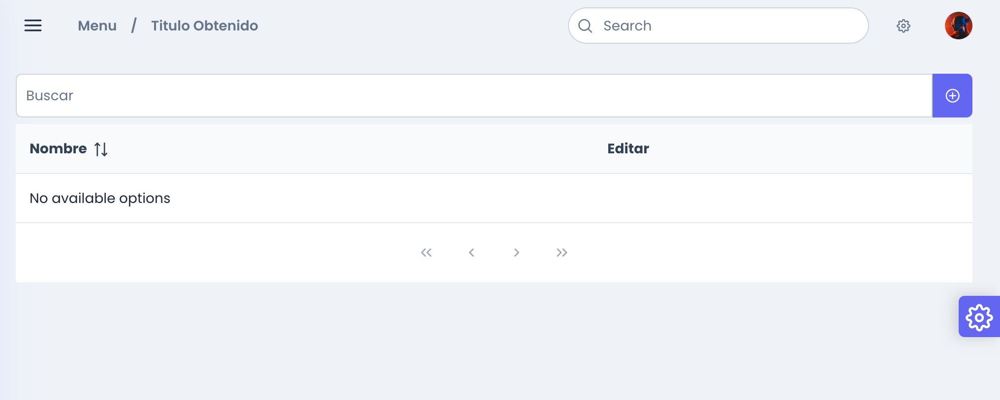 Menu / Titulo Obtenido
Search
Buscar
Nombre Editar
No available options